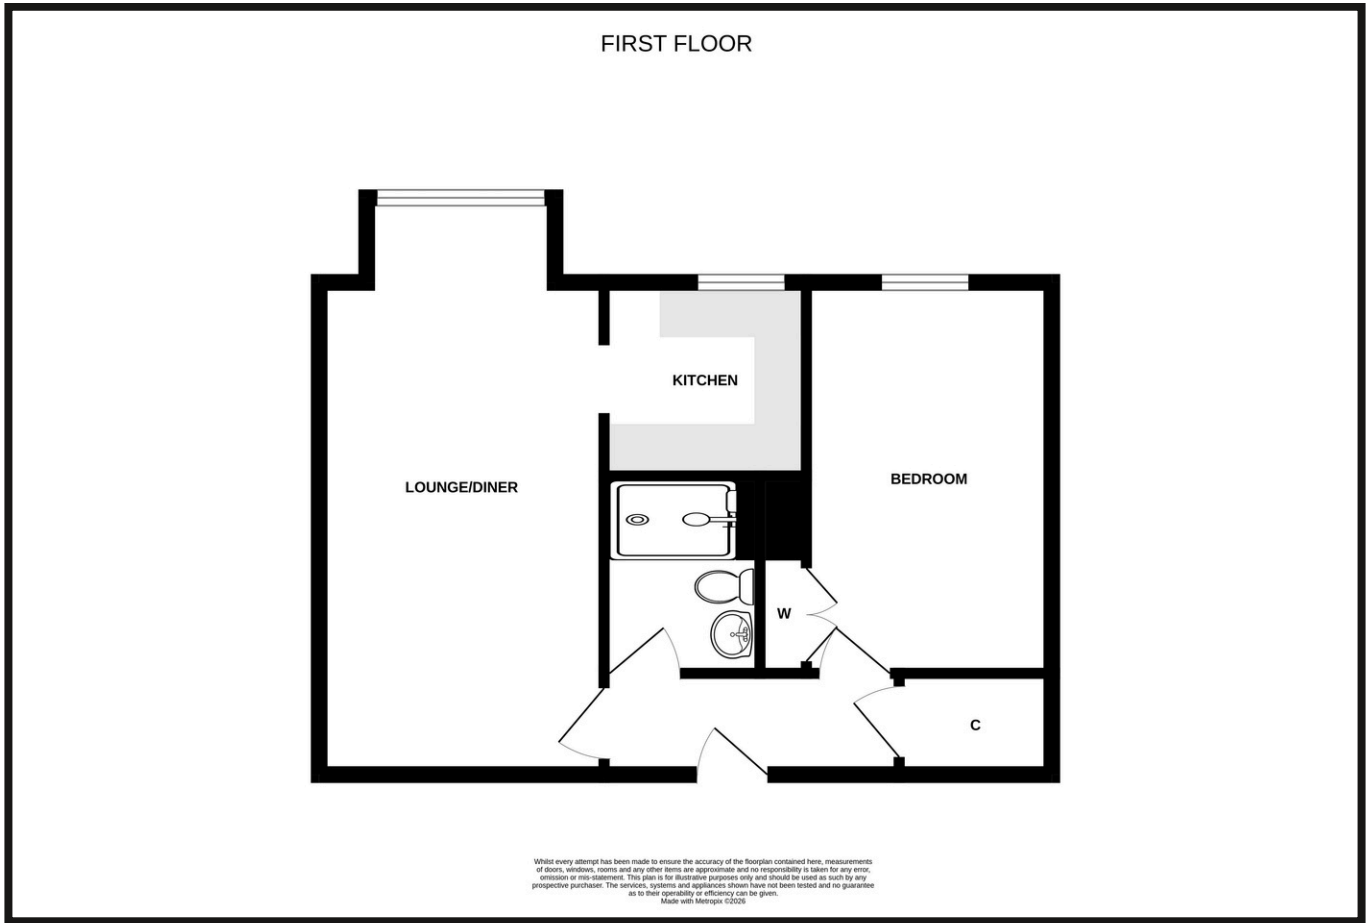 FIRST FLOOR
KITCHEN
LOUNGE/DINER
BEDROOM
W
C
Whilst every attempt has been made to ensure the accuracy of the floorplan contained here, measurements
of doors, windows, rooms and any other items are approximate and no responsibility is taken for any error,
omission or mis-statement. This plan is for illustrative purposes only and should be used as such by any
prospective purchaser. The services, systems and appliances shown have not been tested and no guarantee
as to their operability or efficiency can be given.
Made with Metropix ©2026